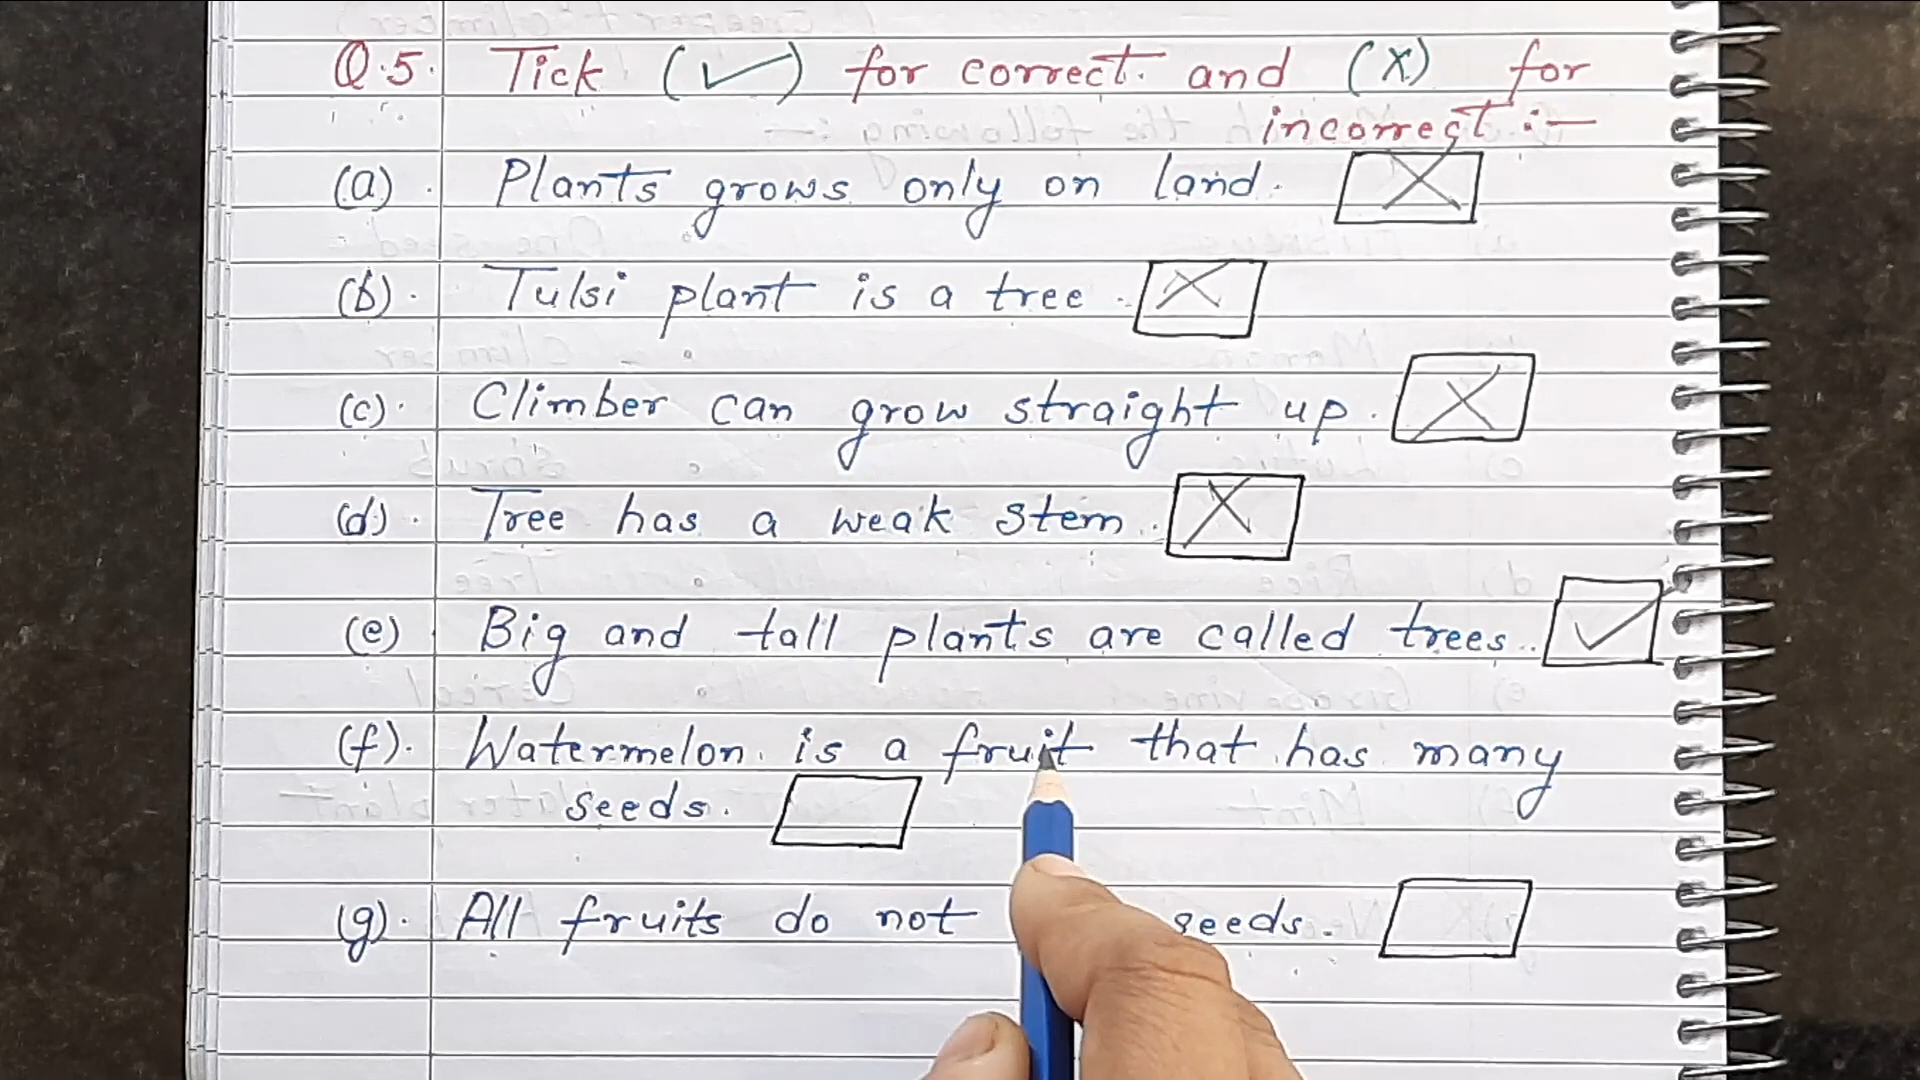 Q.5. Tick (✓) for correct. and (x) for
incorrect :-
(a). Plants grows only on land.
(b). Tulsi plant is a tree.
(c). Climber can grow straight up.
(d). Tree has a weak stem.
(e) Big and tall plants are called trees.
(f). Watermelon is a fruit that has many
seeds.
(g). All fruits do not seeds.